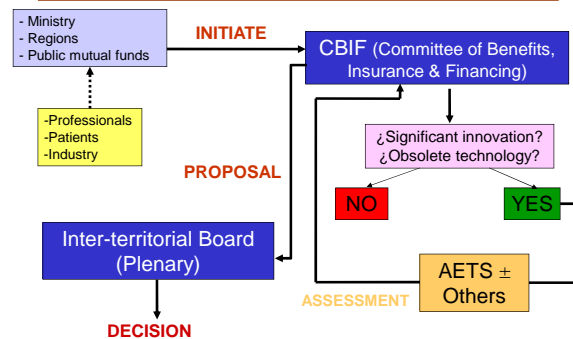 - Ministry
- Regions
- Public mutual funds
INITIATE
CBIF (Committee of Benefits,
Insurance & Financing)
-Professionals
-Patients
-Industry
PROPOSAL
¿Significant innovation?
¿Obsolete technology?
NO
YES
Inter-territorial Board
(Plenary)
AETS ±
Others
ASSESSMENT
DECISION